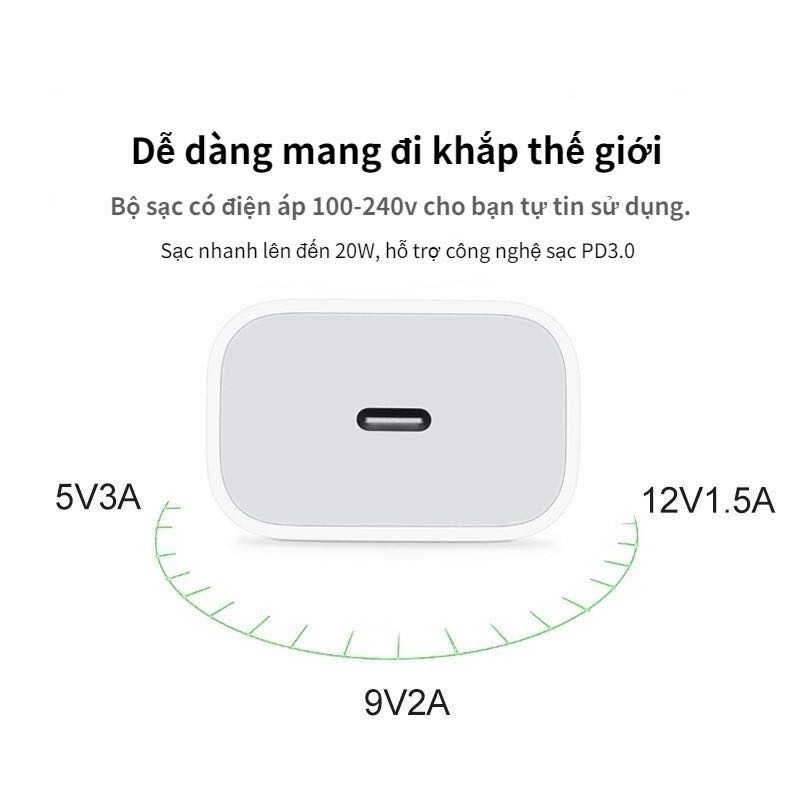 Dễ dàng mang đi khắp thế giới
Bộ sạc có điện áp 100-240v cho bạn tự tin sử dụng.
Sạc nhanh lên đến 20W, hỗ trợ công nghệ sạc PD3.0
5V3A
12V1.5A
9V2A